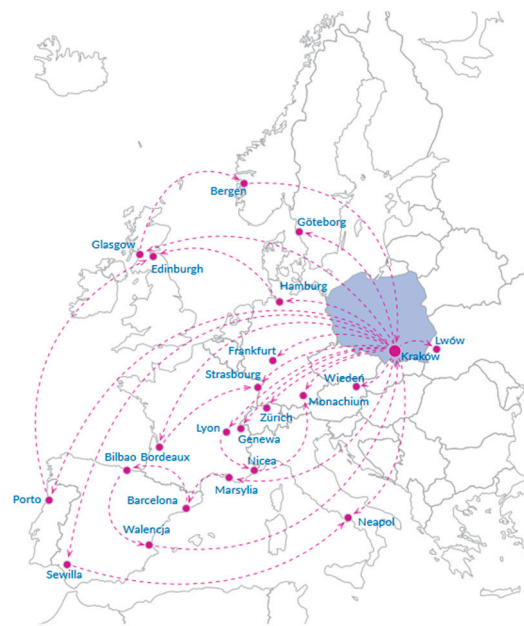 Bergen
Göteborg
Glasgow
Edinburgh
Hamburg
Lwów
Kraków
Frankfurt
Strasbourg
Wiedeń
Monachium
Zürich
Lyon
Genewa
Bilbao Bordeaux
Nicea
Marsylia
Porto
Barcelona
Neapol
Walencja
Sewilla